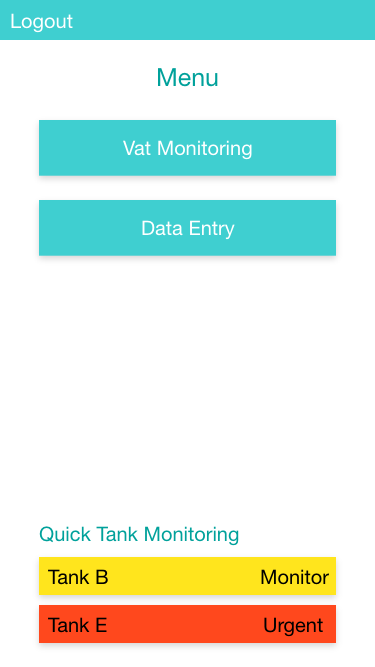 Logout
Menu
Vat Monitoring
Data Entry
Quick Tank Monitoring
Tank B Monitor
Tank E Urgent